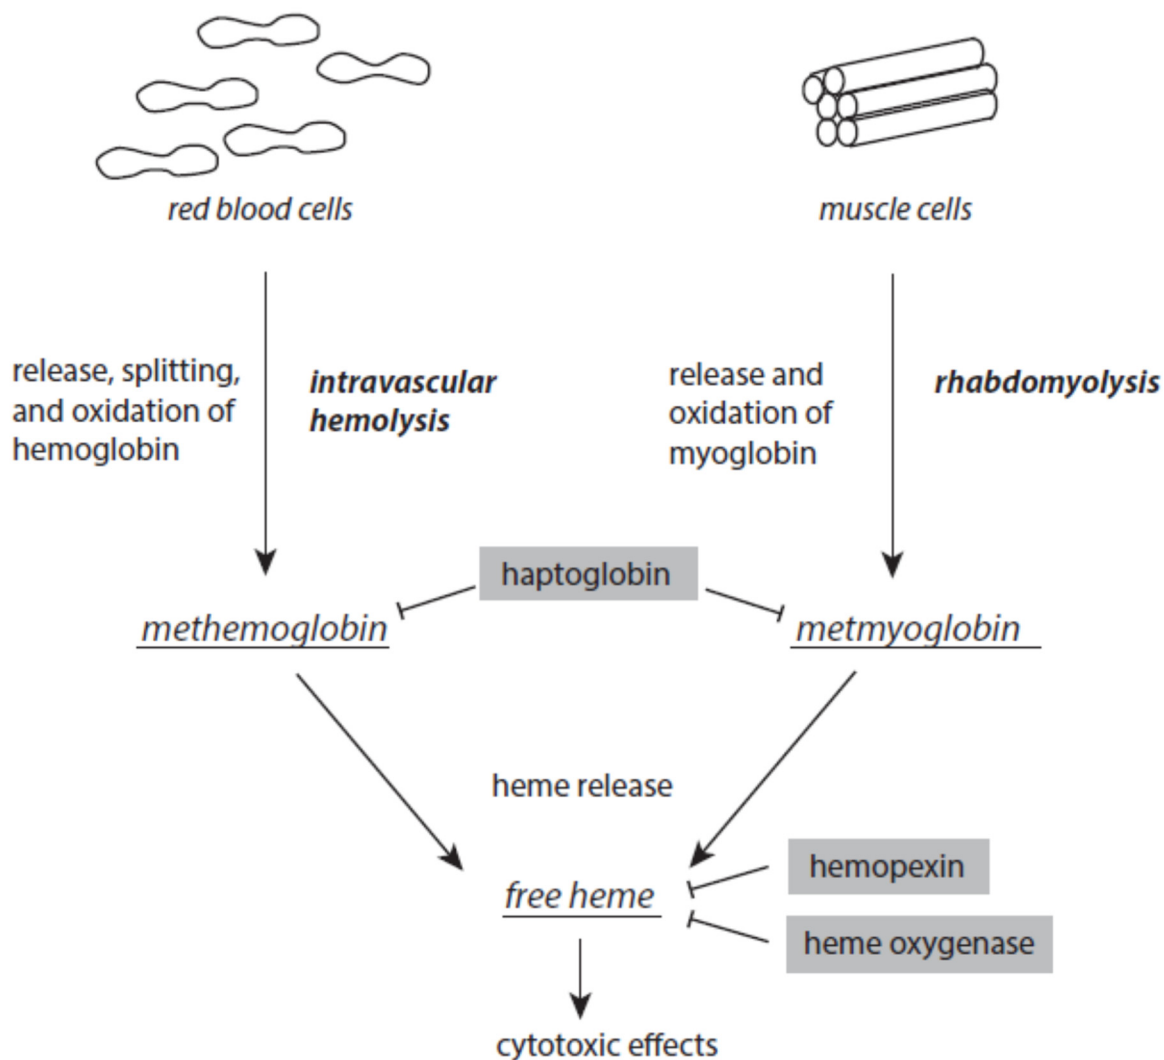 red blood cells
muscle cells
release, splitting,
and oxidation of
hemoglobin
intravascular
hemolysis
release and
oxidation of
myoglobin
rhabdomyolysis
haptoglobin
methemoglobin
metmyoglobin
heme release
hemopexin
free heme
heme oxygenase
cytotoxic effects